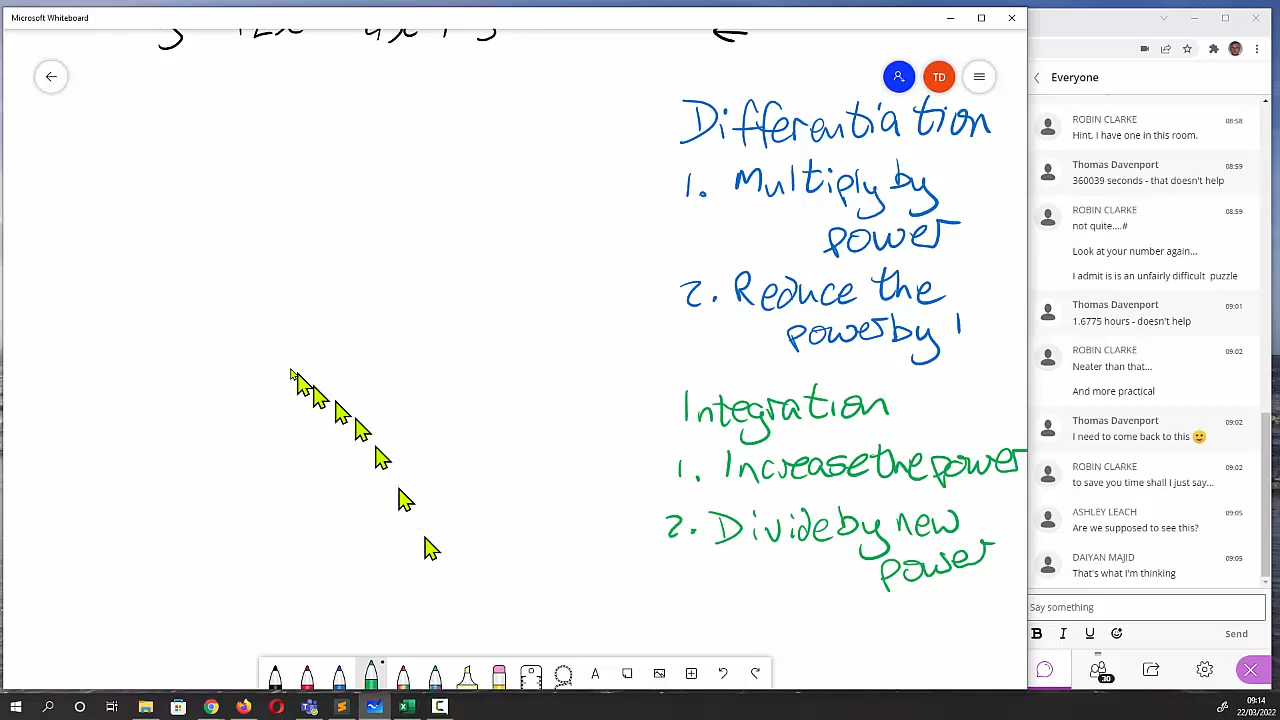 Microsoft Whiteboard
TD
Differentiation
1. Multiply by
power
2. Reduce the
power by 1
Integration
1. Increase the power
2. Divide by new
power
A
Everyone
ROBIN CLARKE 08:58
Hint. I have one in this room.
Thomas Davenport 08:59
360039 seconds - that doesn't help
ROBIN CLARKE 08:59
not quite....#
Look at your number again...
I admit is is an unfairly difficult puzzle
Thomas Davenport 09:01
1.6775 hours - doesn't help
ROBIN CLARKE 09:02
Neater than that...
And more practical
Thomas Davenport 09:02
I need to come back to this
ROBIN CLARKE 09:02
to save you time shall I just say...
ASHLEY LEACH 09:05
Are we supposed to see this?
DAIYAN MAJID 09:05
That's what I'm thinking
Say something
B I U Send
30
09:14
22/03/2022